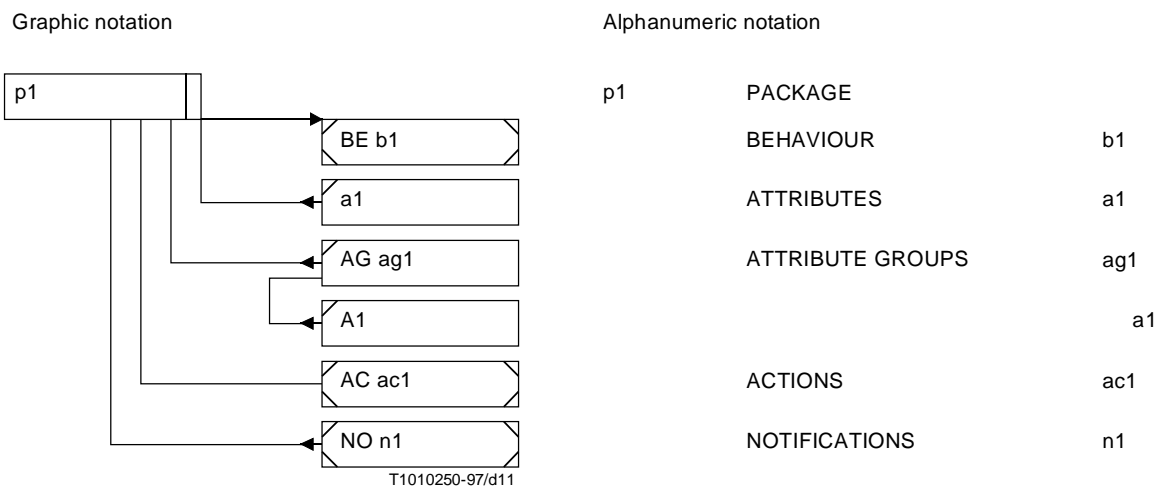 Graphic notation Alphanumeric notation
p1 p1 PACKAGE
BE b1 BEHAVIOUR b1
a1 ATTRIBUTES a1
AG ag1 ATTRIBUTE GROUPS ag1
A1 a1
AC ac1 ACTIONS ac1
NO n1 NOTIFICATIONS n1
T1010250-97/d11